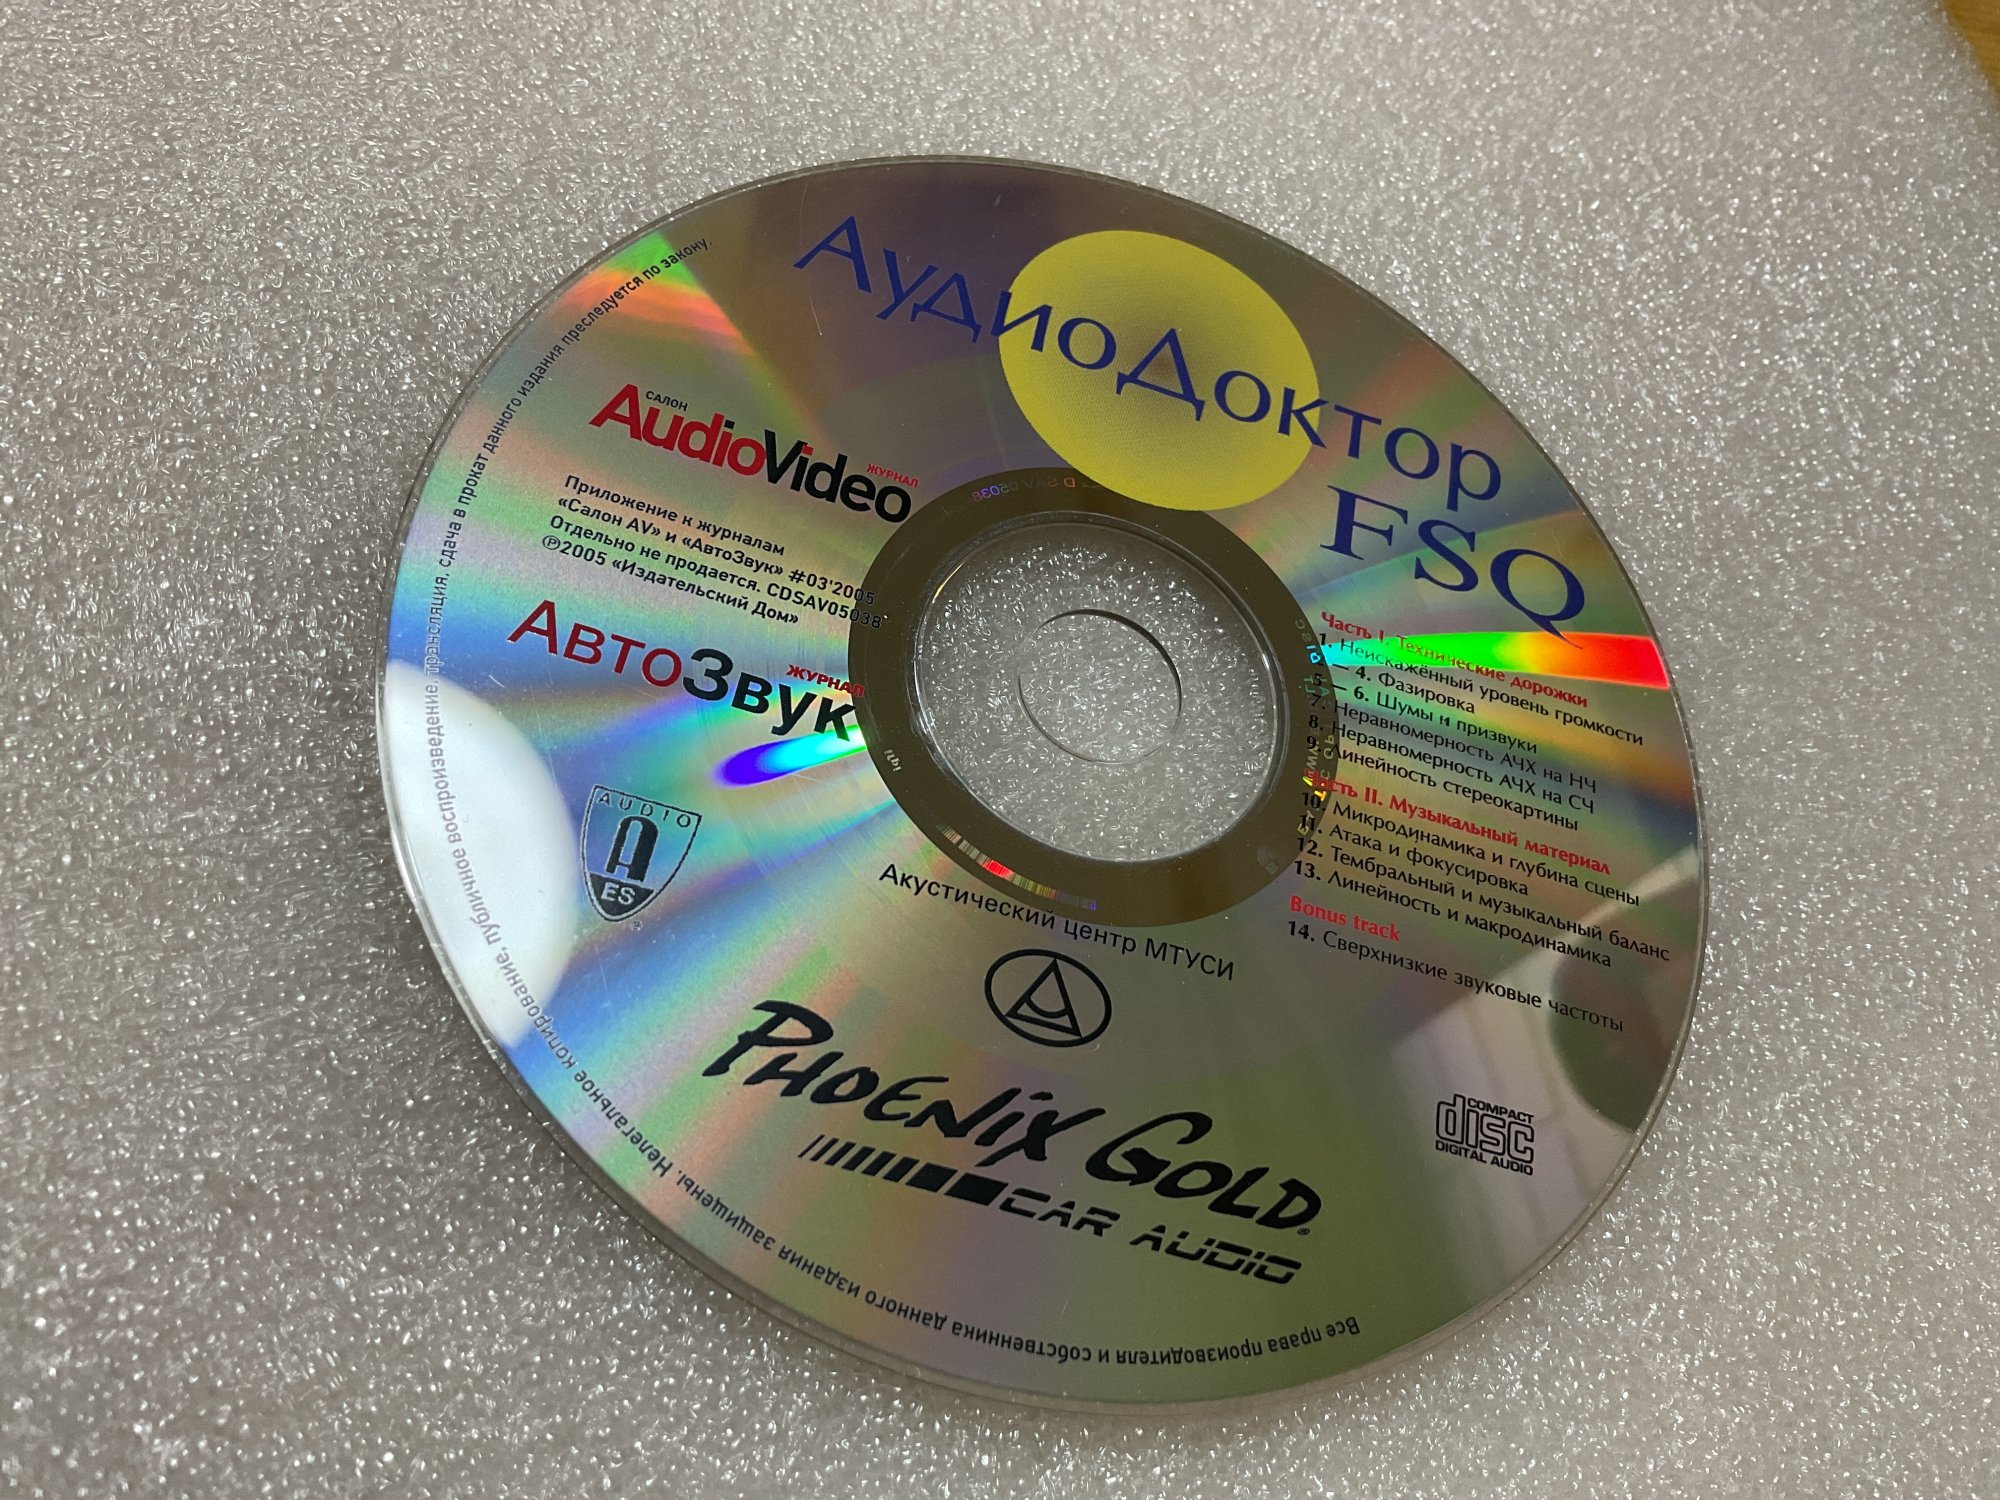 АудиоДоктор
FSQ
САЛОН
AudioVideo
ЖУРНАЛ
Приложение к журналам
«Салон AV» и «АвтоЗвук» #03'2005
Отдельно не продается. CDSAV05038
℗2005 «Издательский Дом»
АвтоЗвук
ЖУРНАЛ
AUDIO
A
ES
Часть I. Технические дорожки
1. Неискажённый уровень громкости
— 4. Фазировка
5 — 6. Шумы и призвуки
7. Неравномерность АЧХ на НЧ
8. Неравномерность АЧХ на СЧ
9. Линейность стереокартины
Часть II. Музыкальный материал
10. Микродинамика и глубина сцены
11. Атака и фокусировка
12. Тембральный и музыкальный баланс
13. Линейность и макродинамика
Bonus track
14. Сверхнизкие звуковые частоты
Акустический центр МТУСИ
PHOENIX GOLD®
CAR AUDIO
COMPACT
disc
DIGITAL AUDIO
Все права производителя и собственника данного издания защищены. Нелегальное копирование, публичное воспроизведение, трансляция, сдача в прокат данного издания преследуется по закону.